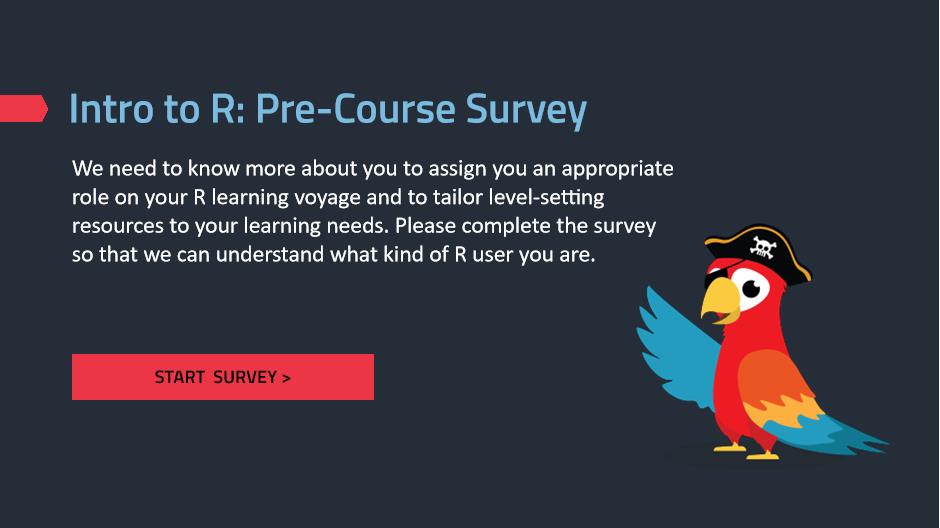 Intro to R: Pre-Course Survey
We need to know more about you to assign you an appropriate
role on your R learning voyage and to tailor level-setting
resources to your learning needs. Please complete the survey
so that we can understand what kind of R user you are.
START SURVEY >